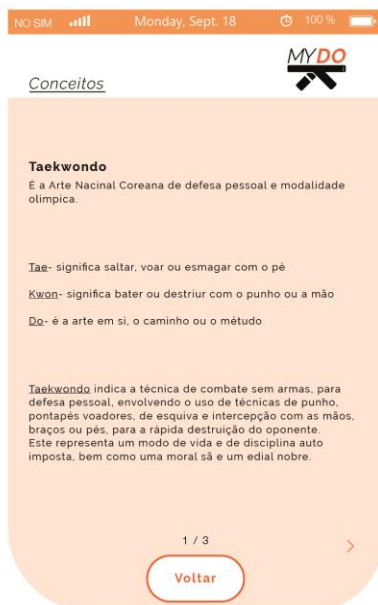 NO SIM Monday, Sept. 18 100 %
MYDO
Conceitos
Taekwondo
É a Arte Nacinal Coreana de defesa pessoal e modalidade
olimpica.
Tae- significa saltar, voar ou esmagar com o pé
Kwon- significa bater ou destriur com o punho ou a mão
Do- é a arte em si, o caminho ou o métudo
Taekwondo indica a técnica de combate sem armas, para
defesa pessoal, envolvendo o uso de técnicas de punho,
pontapés voadores, de esquiva e intercepção com as mãos,
braços ou pés, para a rápida destruição do oponente.
Este representa um modo de vida e de disciplina auto
imposta, bem como uma moral sã e um edial nobre.
1 / 3
Voltar